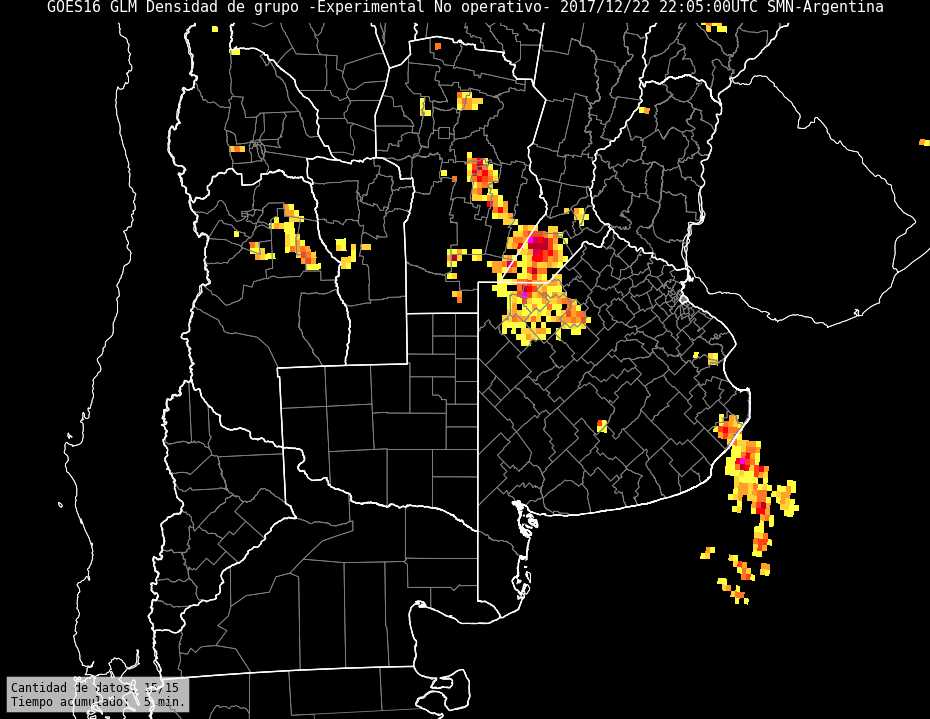 GOES16 GLM Densidad de grupo -Experimental No operativo- 2017/12/22 22:05:00UTC SMN-Argentina
Cantidad de datos: 15/15
Tiempo acumulado: 5 min.